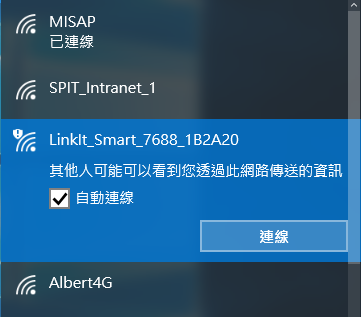 MISAP
已連線
SPIT_Intranet_1
LinkIt_Smart_7688_1B2A20
其他人可能可以看到您透過此網路傳送的資訊
自動連線
連線
Albert4G